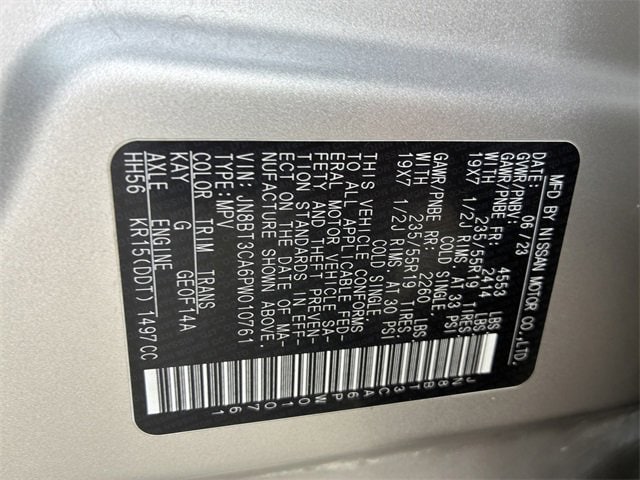 MFD BY NISSAN MOTOR CO.,LTD.
DATE: 06/23
GVWR/PNBV: 4553 LBS
GAWR/PNBE FR: 2414 LBS
WITH 235/55R19 TIRES:
19X7 1/2J RIMS. AT 33 PSI
COLD SINGLE.
GAWR/PNBE RR: 2260 LBS
WITH 235/55R19 TIRES:
19X7 1/2J RIMS. AT 30 PSI
COLD SINGLE.
THIS VEHICLE CONFORMS
TO ALL APPLICABLE FED-
ERAL MOTOR VEHICLE SA-
FETY AND THEFT PREVEN-
TION STANDARDS IN EFF-
ECT ON THE DATE OF MA-
NUFACTURE SHOWN ABOVE:
VIN:JN8BT3CA6PW010761
TYPE:MPV
COLOR TRIM TRANS
KAY G GE0F14A
AXLE ENGINE
HH56 KR15(DDT) 1497CC
JN8BT3CA6PW010761